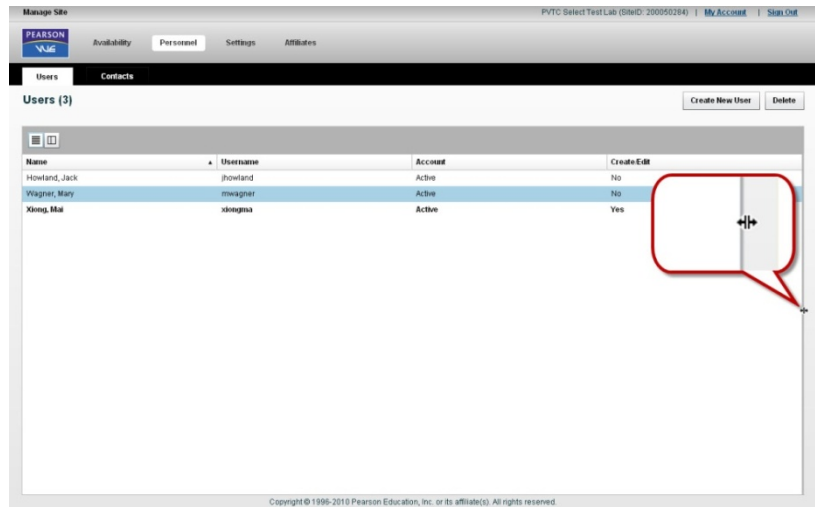 Manage Site PVTC Select Test Lab (SiteID: 200050284) | My Account | Sign Out
PEARSON
VUE Availability Personnel Settings Affiliates
Users Contacts
Users (3) Create New User Delete
Name Username Account Create/Edit
Howland, Jack jhowland Active No
Wagner, Mary mwagner Active No
Xiong, Mai xiongma Active Yes
Copyright © 1996-2010 Pearson Education, Inc. or its affiliate(s). All rights reserved.